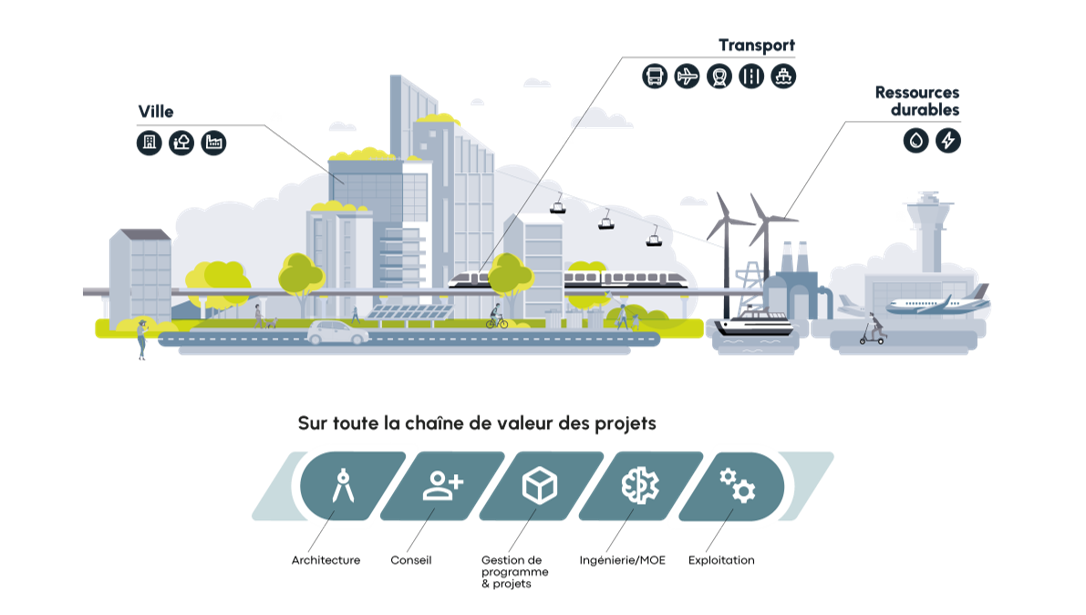 Transport
Ressources
durables
Ville
Sur toute la chaîne de valeur des projets
Architecture
Conseil
Gestion de
programme
& projets
Ingénierie/MOE
Exploitation